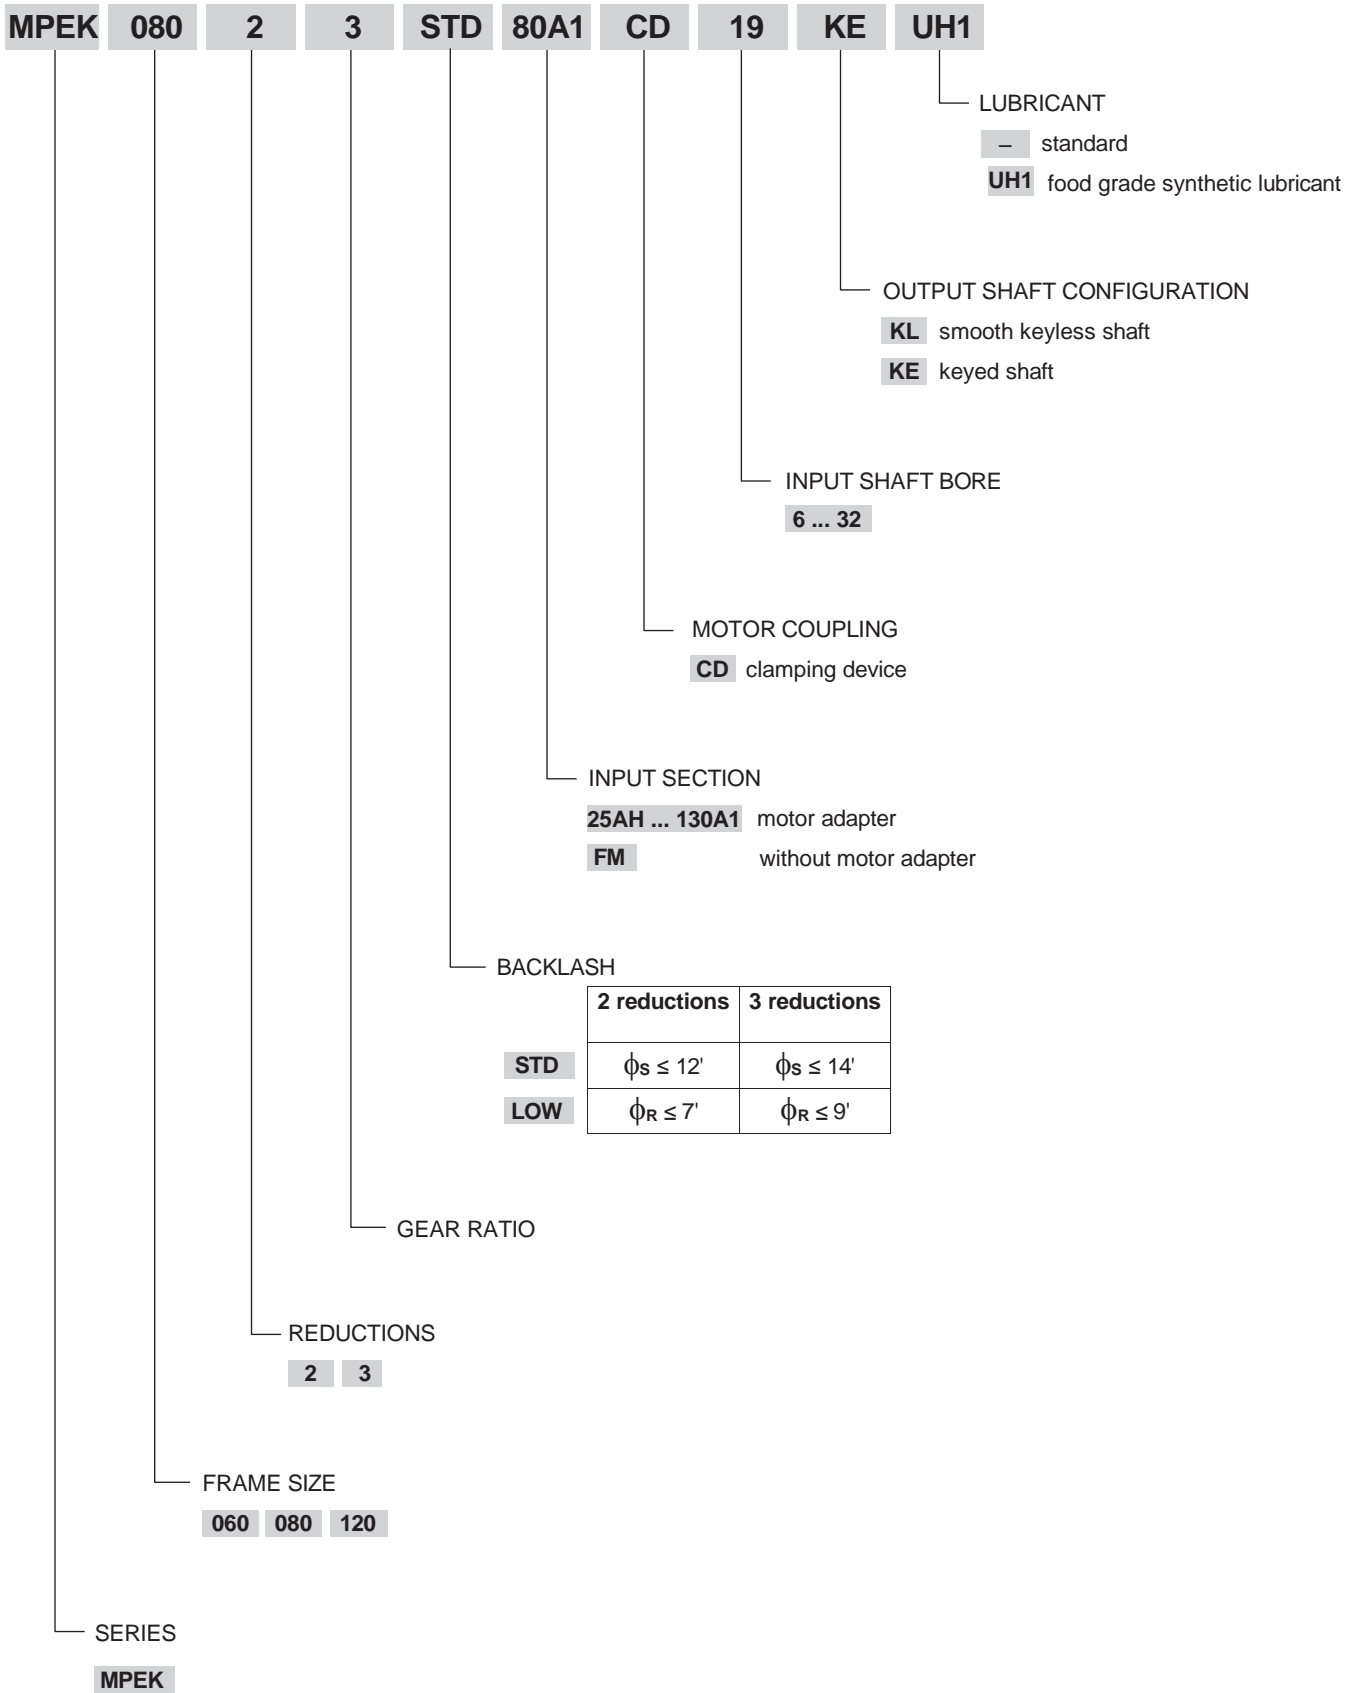 MPEK 080 2 3 STD 80A1 CD 19 KE UH1
LUBRICANT
– standard
UH1 food grade synthetic lubricant
OUTPUT SHAFT CONFIGURATION
KL smooth keyless shaft
KE keyed shaft
INPUT SHAFT BORE
6 ... 32
MOTOR COUPLING
CD clamping device
INPUT SECTION
25AH ... 130A1 motor adapter
FM without motor adapter
BACKLASH
2 reductions 3 reductions
STD ϕS ≤ 12' ϕS ≤ 14'
LOW ϕR ≤ 7' ϕR ≤ 9'
GEAR RATIO
REDUCTIONS
2 3
FRAME SIZE
060 080 120
SERIES
MPEK